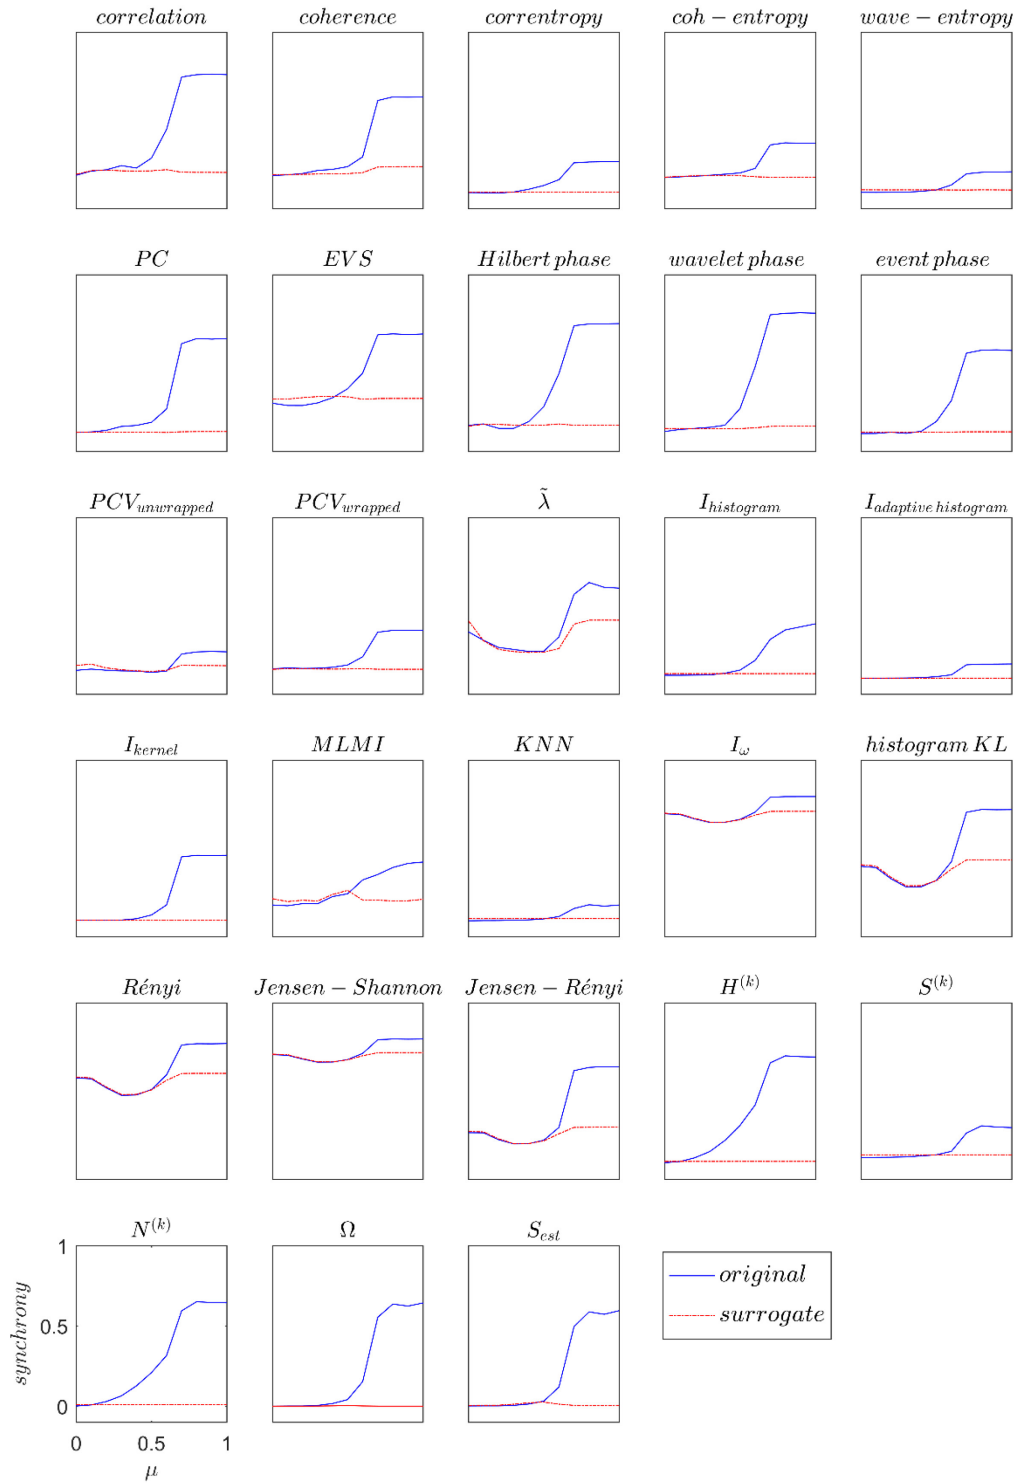 correlation coherence correntropy coh − entropy wave − entropy
PC EVS Hilbert phase wavelet phase event phase
PCV_unwrapped PCV_wrapped λ̃ I_histogram I_adaptive histogram
I_kernel MLMI KNN I_ω histogram KL
Rényi Jensen − Shannon Jensen − Rényi H^(k) S^(k)
N^(k) Ω S_est
1
0.5
0
synchrony
0 0.5 1
μ
original
surrogate